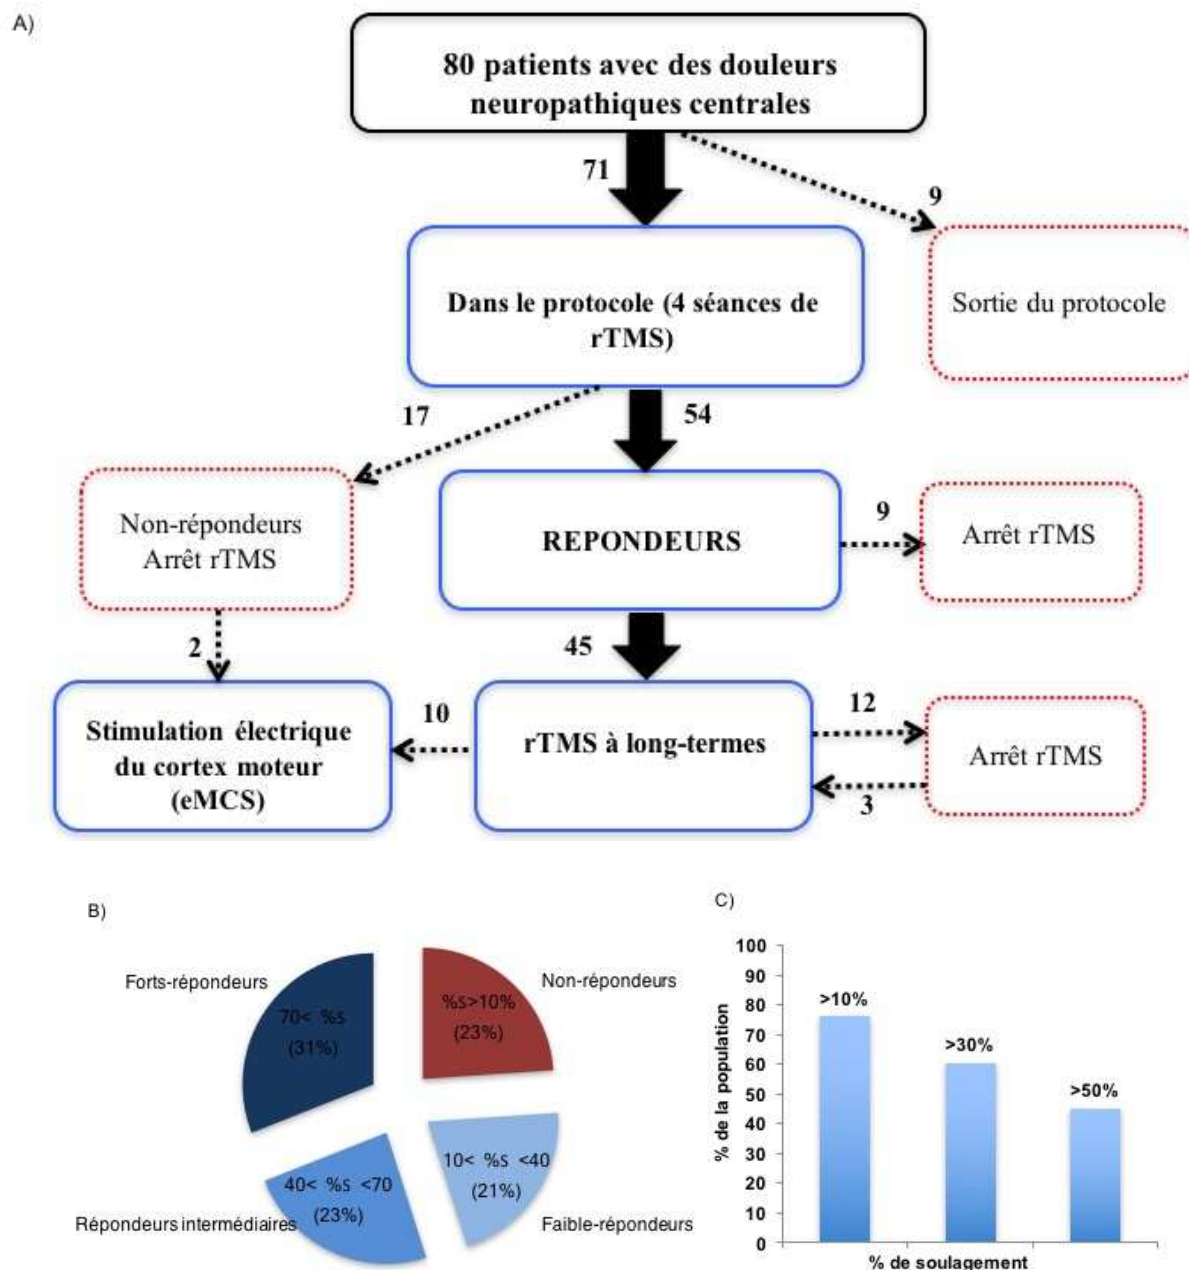 A)
80 patients avec des douleurs
neuropathiques centrales
71
9
Dans le protocole (4 séances de
rTMS)
Sortie du protocole
17
54
Non-répondeurs
Arrêt rTMS
REPONDEURS
9
Arrêt rTMS
2
45
Stimulation électrique
du cortex moteur
(eMCS)
10
rTMS à long-termes
12
3
Arrêt rTMS
B)
Forts-répondeurs
70< %s
(31%)
Non-répondeurs
%s>10%
(23%)
40< %s <70
(23%)
Répondeurs intermédiaires
10< %s <40
(21%)
Faible-répondeurs
C)
% de la population
100
90
80
70
60
50
40
30
20
10
0
>10%
>30%
>50%
% de soulagement